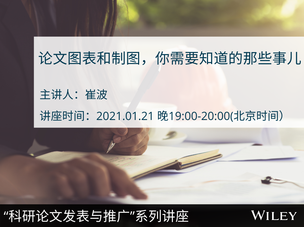 论文图表和制图，你需要知道的那些事儿
主讲人：崔波
讲座时间：2021.01.21 晚19:00-20:00(北京时间）
“科研论文发表与推广”系列讲座
WILEY